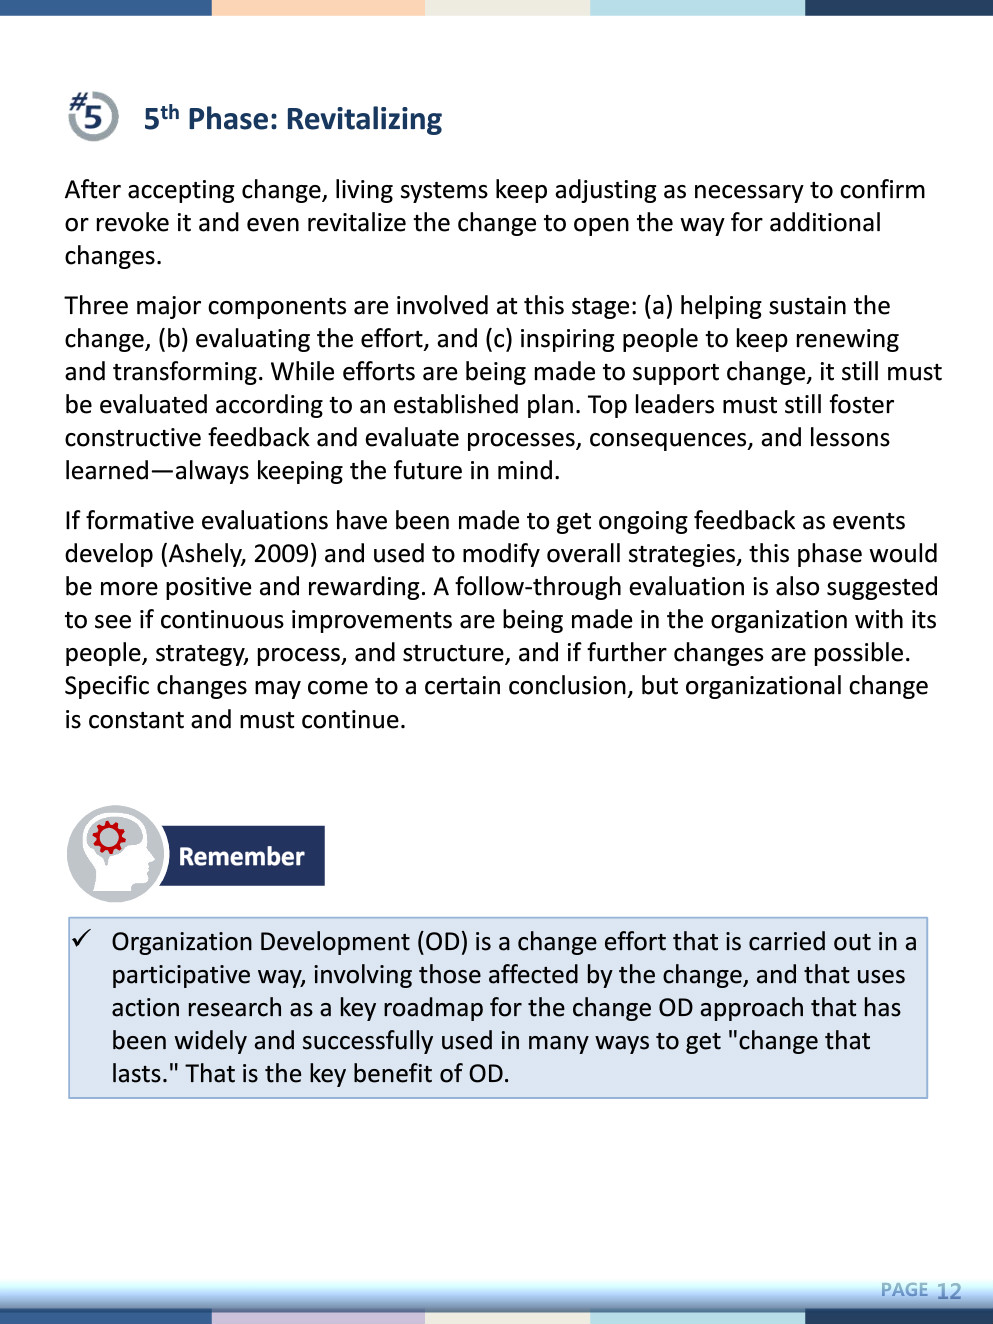 #5
5th Phase: Revitalizing
After accepting change, living systems keep adjusting as necessary to confirm
or revoke it and even revitalize the change to open the way for additional
changes.
Three major components are involved at this stage: (a) helping sustain the
change, (b) evaluating the effort, and (c) inspiring people to keep renewing
and transforming. While efforts are being made to support change, it still must
be evaluated according to an established plan. Top leaders must still foster
constructive feedback and evaluate processes, consequences, and lessons
learned—always keeping the future in mind.
If formative evaluations have been made to get ongoing feedback as events
develop (Ashely, 2009) and used to modify overall strategies, this phase would
be more positive and rewarding. A follow-through evaluation is also suggested
to see if continuous improvements are being made in the organization with its
people, strategy, process, and structure, and if further changes are possible.
Specific changes may come to a certain conclusion, but organizational change
is constant and must continue.
Remember
✓ Organization Development (OD) is a change effort that is carried out in a
participative way, involving those affected by the change, and that uses
action research as a key roadmap for the change OD approach that has
been widely and successfully used in many ways to get "change that
lasts." That is the key benefit of OD.
PAGE 12